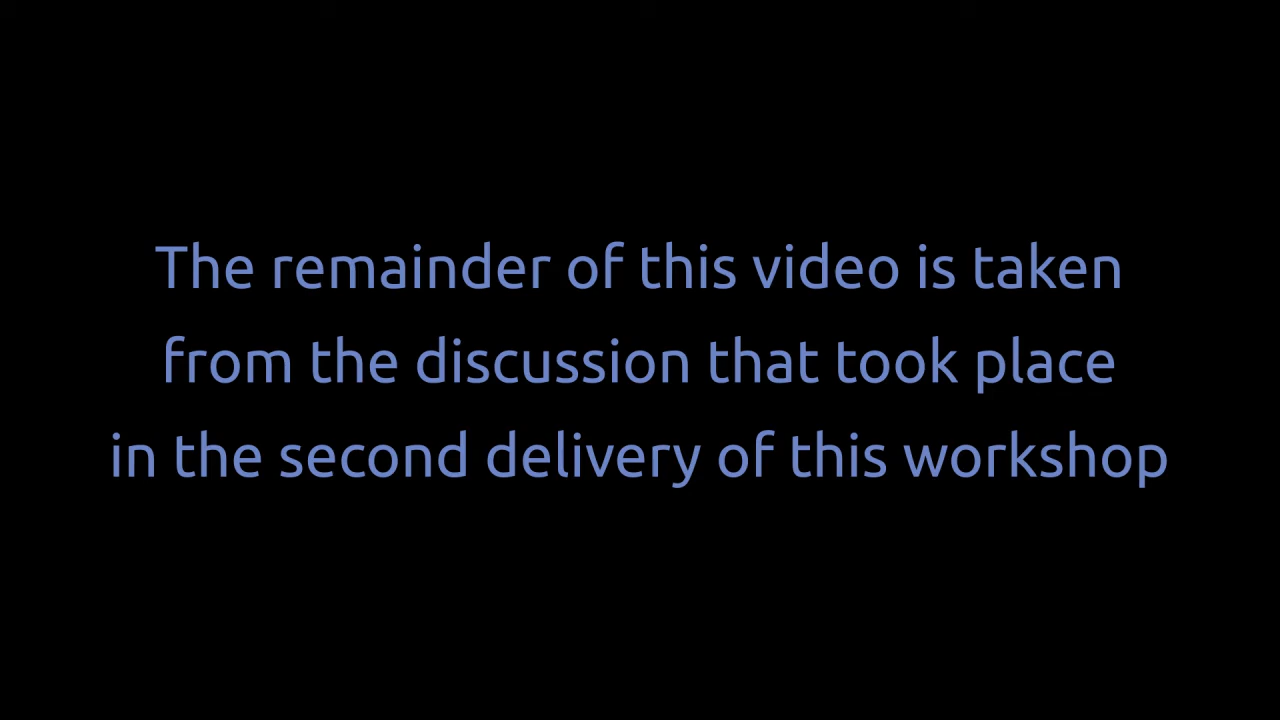 The remainder of this video is taken
from the discussion that took place
in the second delivery of this workshop